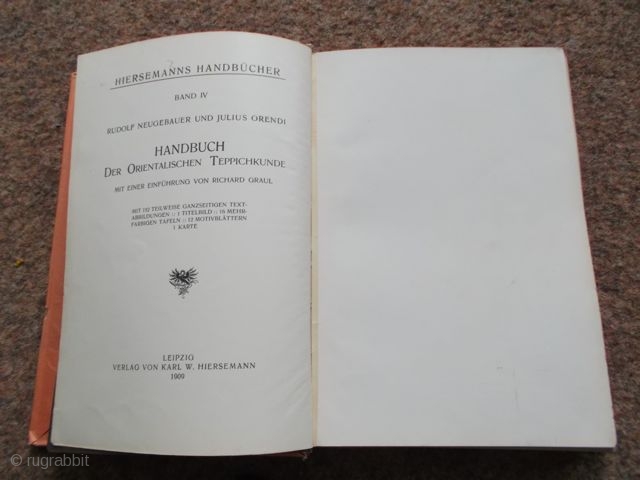 HIERSEMANNS HANDBÜCHER
BAND IV
RUDOLF NEUGEBAUER UND JULIUS ORENDI
HANDBUCH
DER ORIENTALISCHEN TEPPICHKUNDE
MIT EINER EINFÜHRUNG VON RICHARD GRAUL
MIT 152 TEILWEISE GANZSEITIGEN TEXT-
ABBILDUNGEN :: 1 TITELBILD :: 16 MEHR-
FARBIGEN TAFELN :: 12 MOTIVBLÄTTERN
1 KARTE
LEIPZIG
VERLAG VON KARL W. HIERSEMANN
1909
© rugrabbit